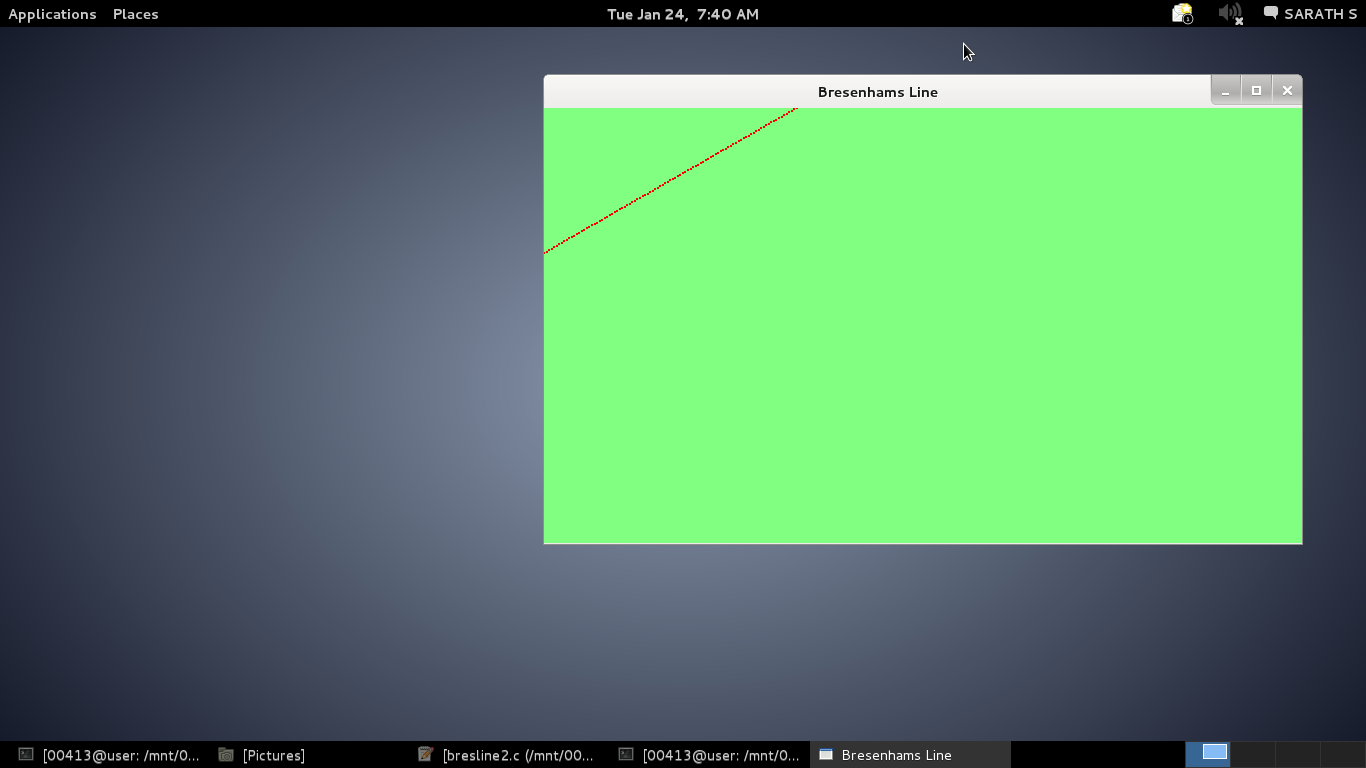 Applications Places Tue Jan 24, 7:40 AM 1 SARATH S
Bresenhams Line
[00413@user: /mnt/0... [Pictures] [bresline2.c (/mnt/00... [00413@user: /mnt/0... Bresenhams Line